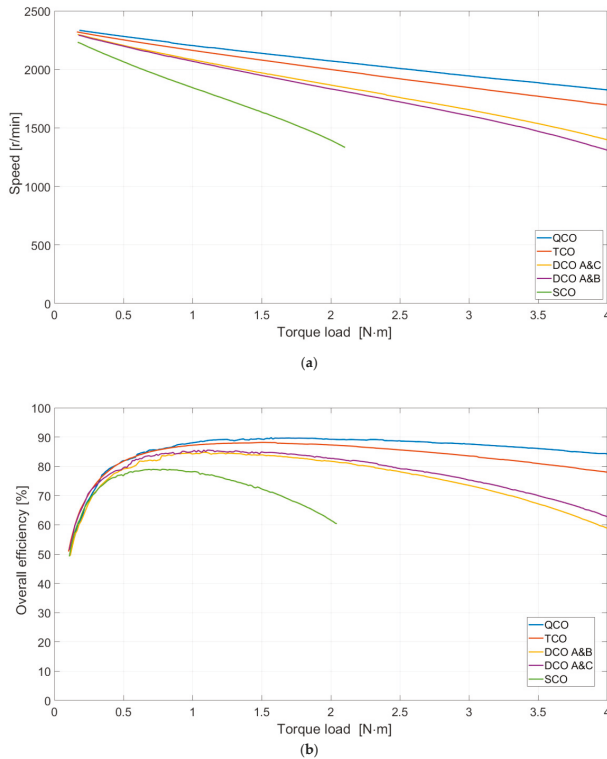 2500
2000
1500
1000
500
0
Speed [r/min]
QCO
TCO
DCO A&C
DCO A&B
SCO
0 0.5 1 1.5 2 2.5 3 3.5 4
Torque load [N·m]
(a)
100
90
80
70
60
50
40
30
20
10
0
Overall efficiency [%]
QCO
TCO
DCO A&B
DCO A&C
SCO
0 0.5 1 1.5 2 2.5 3 3.5 4
Torque load [N·m]
(b)